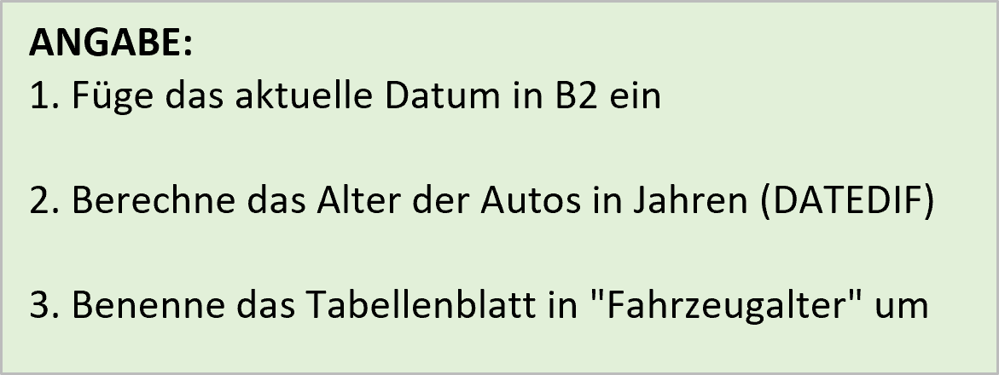 ANGABE:
1. Füge das aktuelle Datum in B2 ein
2. Berechne das Alter der Autos in Jahren (DATEDIF)
3. Benenne das Tabellenblatt in "Fahrzeugalter" um